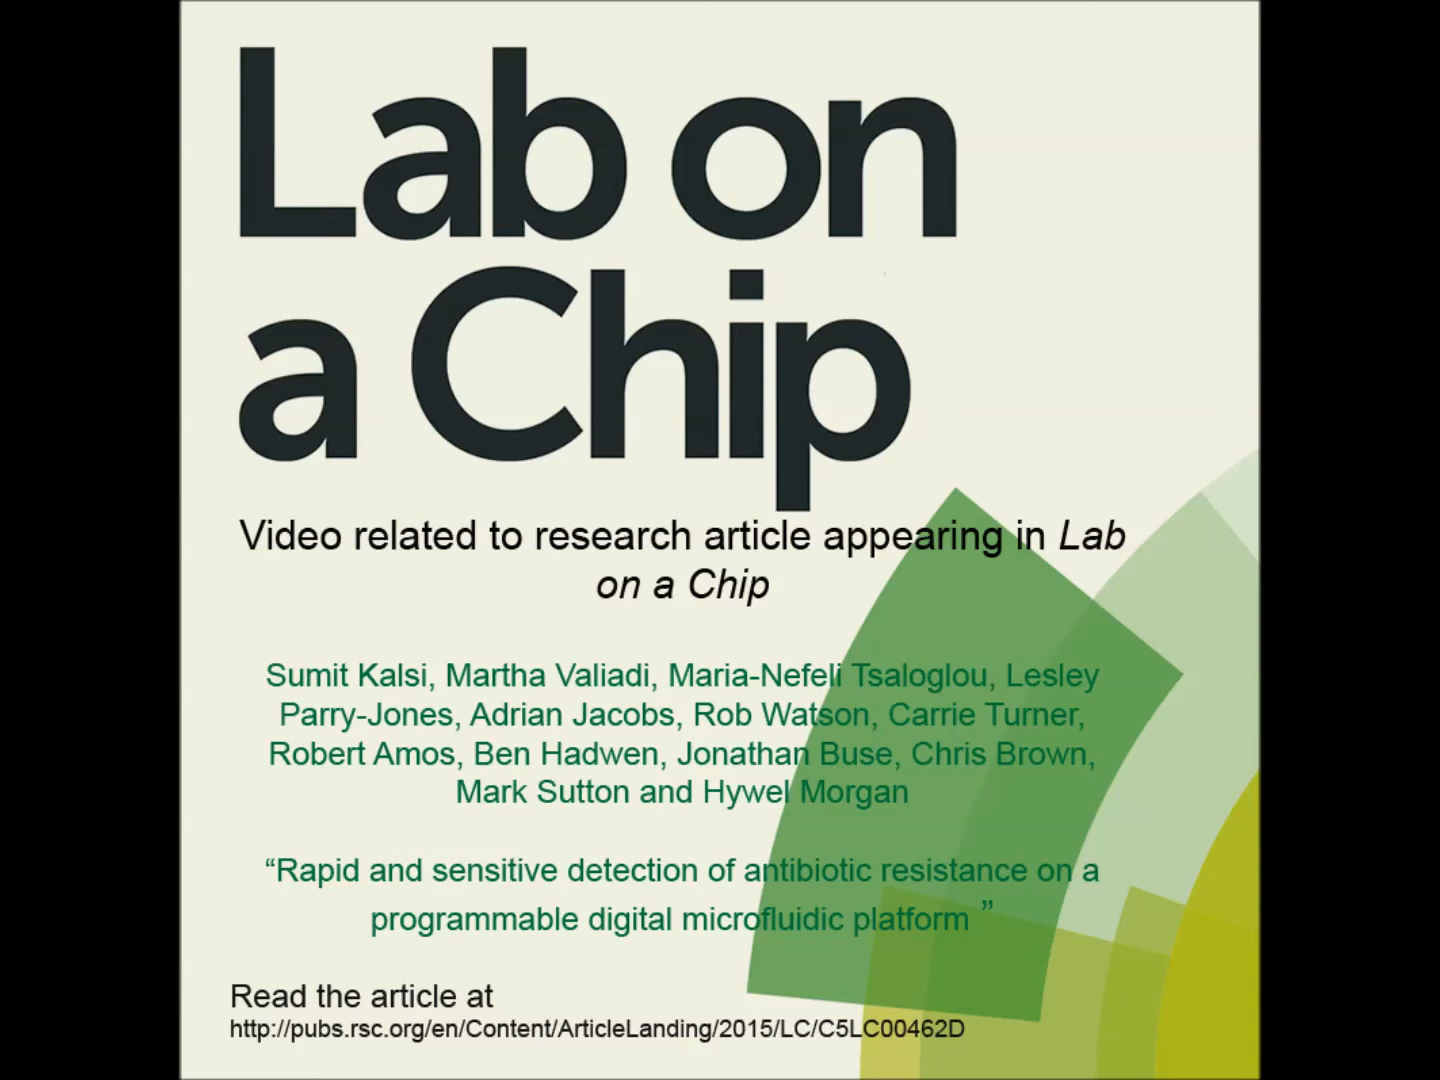 Lab on
a Chip
Video related to research article appearing in Lab
on a Chip
Sumit Kalsi, Martha Valiadi, Maria-Nefeli Tsaloglou, Lesley
Parry-Jones, Adrian Jacobs, Rob Watson, Carrie Turner,
Robert Amos, Ben Hadwen, Jonathan Buse, Chris Brown,
Mark Sutton and Hywel Morgan
“Rapid and sensitive detection of antibiotic resistance on a
programmable digital microfluidic platform ”
Read the article at
http://pubs.rsc.org/en/Content/ArticleLanding/2015/LC/C5LC00462D